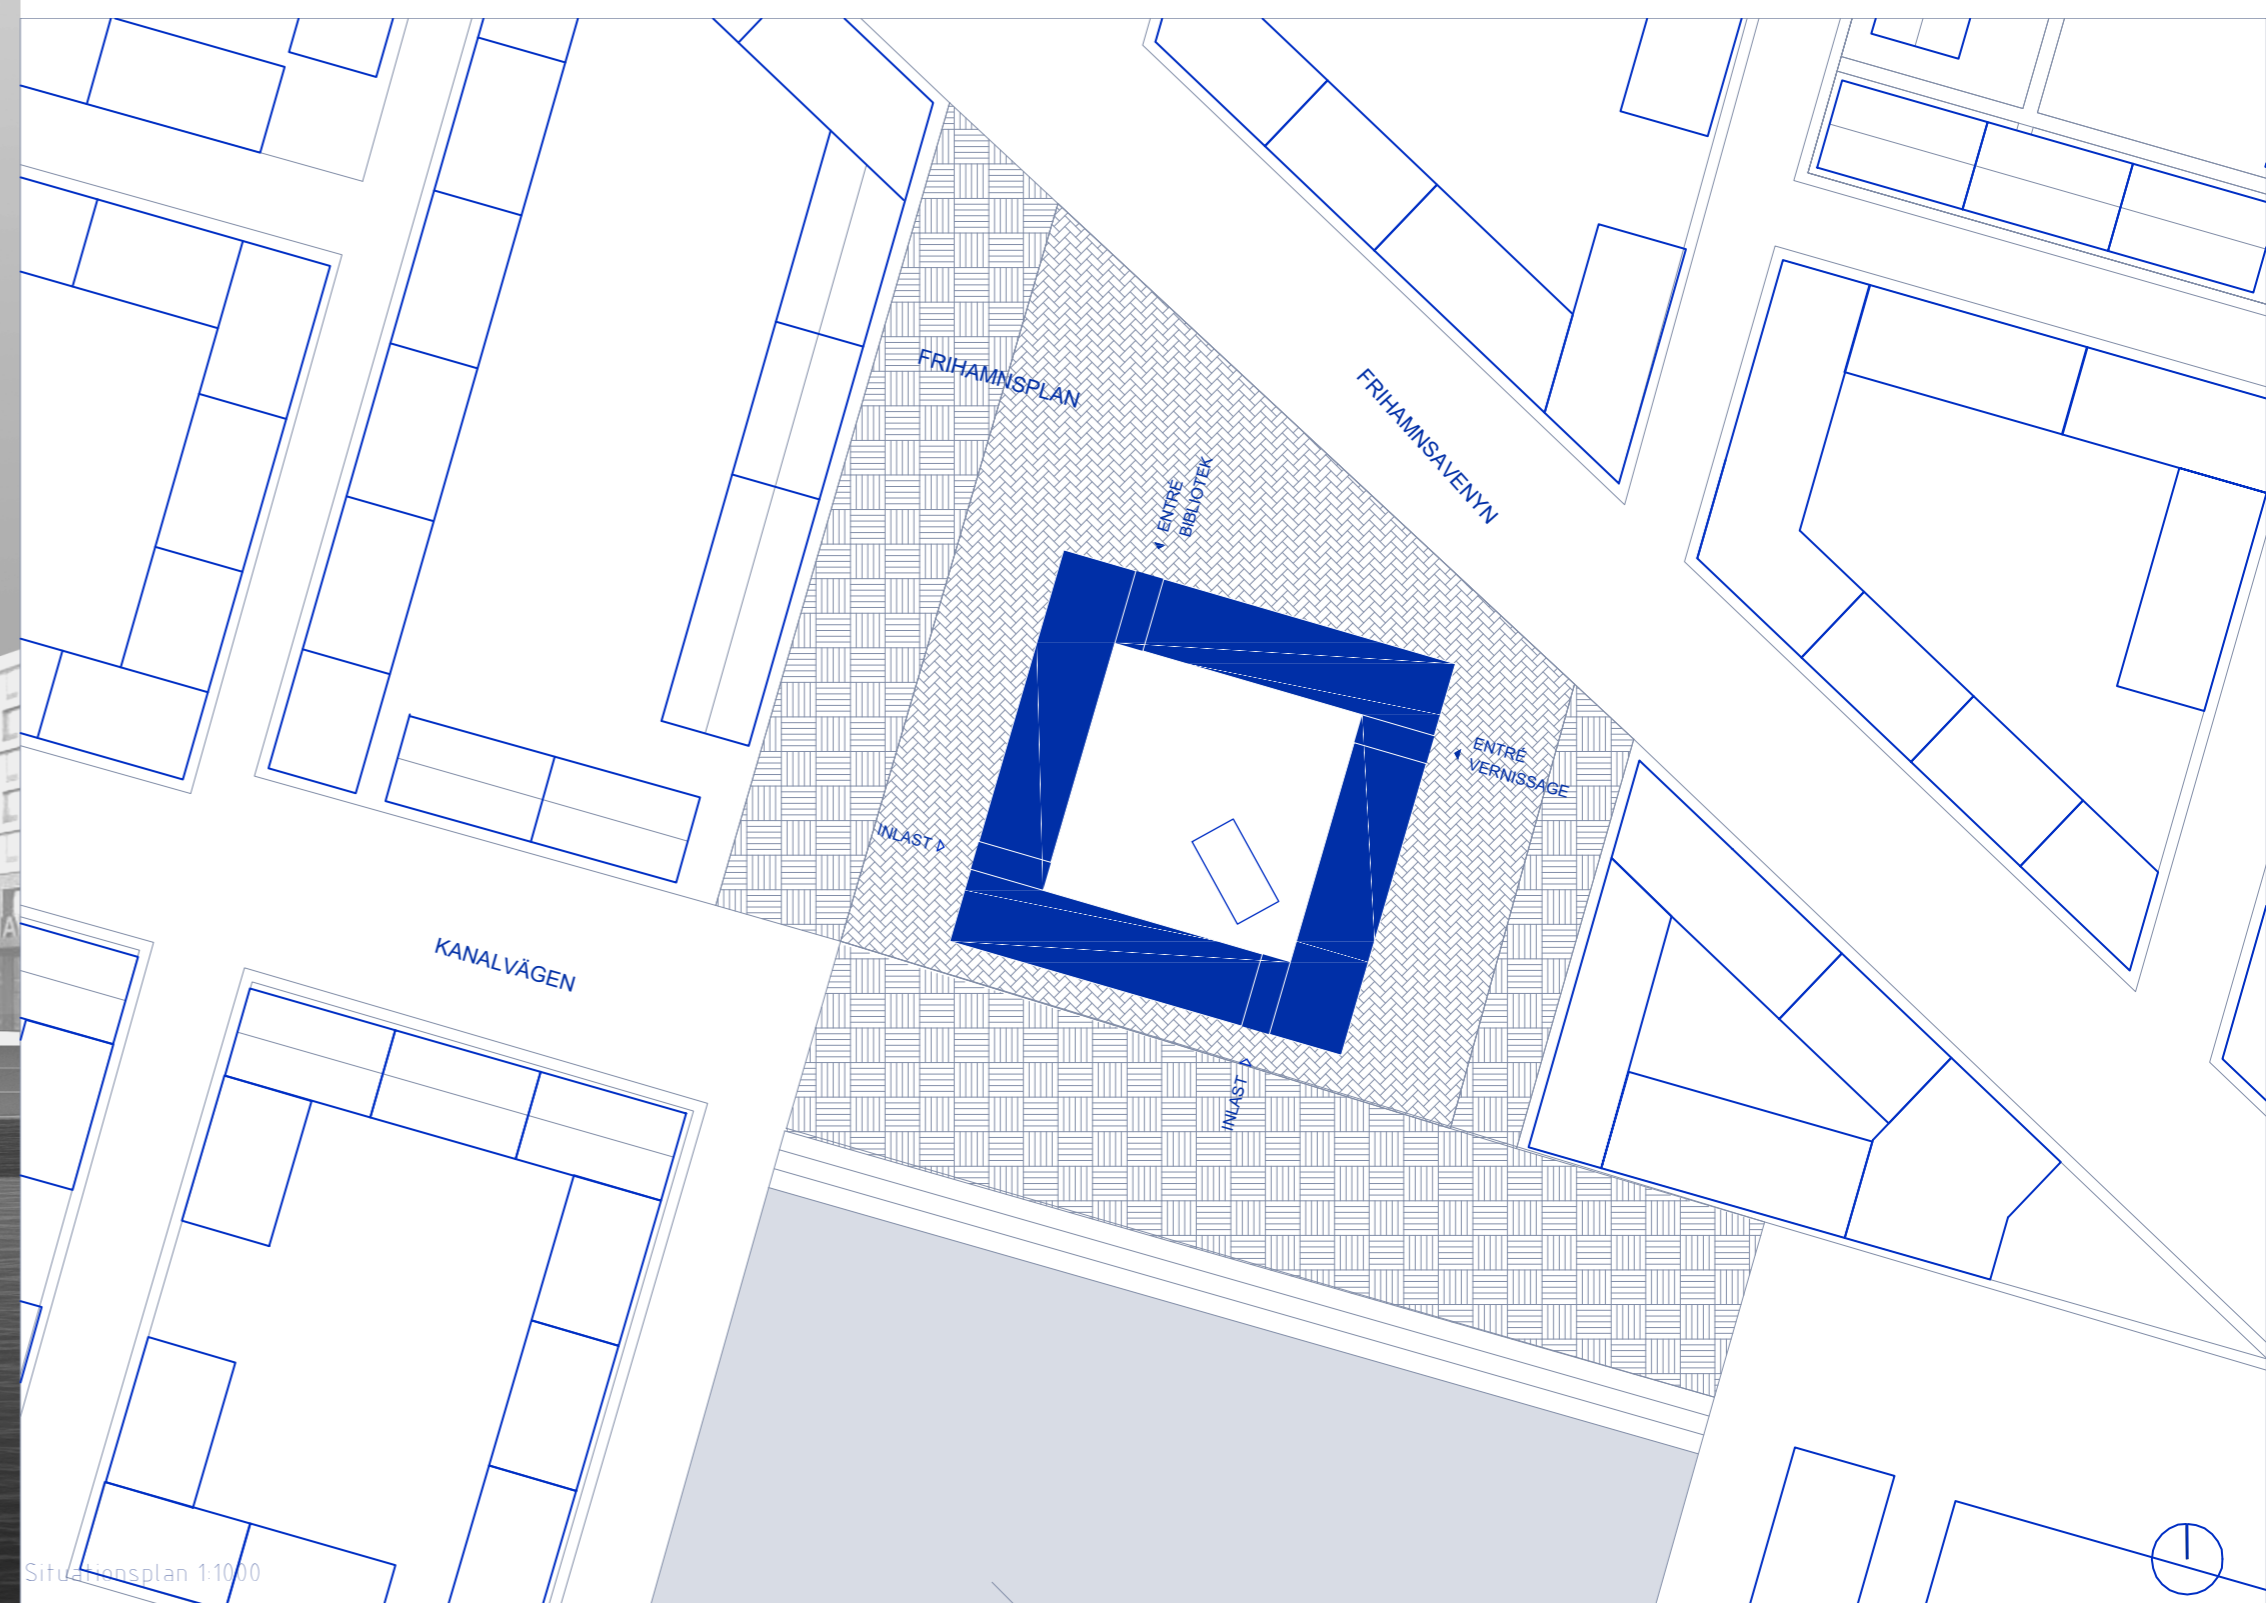 FRIHAMNSPLAN
FRIHAMNSAVENYN
ENTRÉ
BIBLIOTEK
ENTRÉ
VERNISSAGE
INLAST
KANALVÄGEN
INLAST
Situationsplan 1:1000